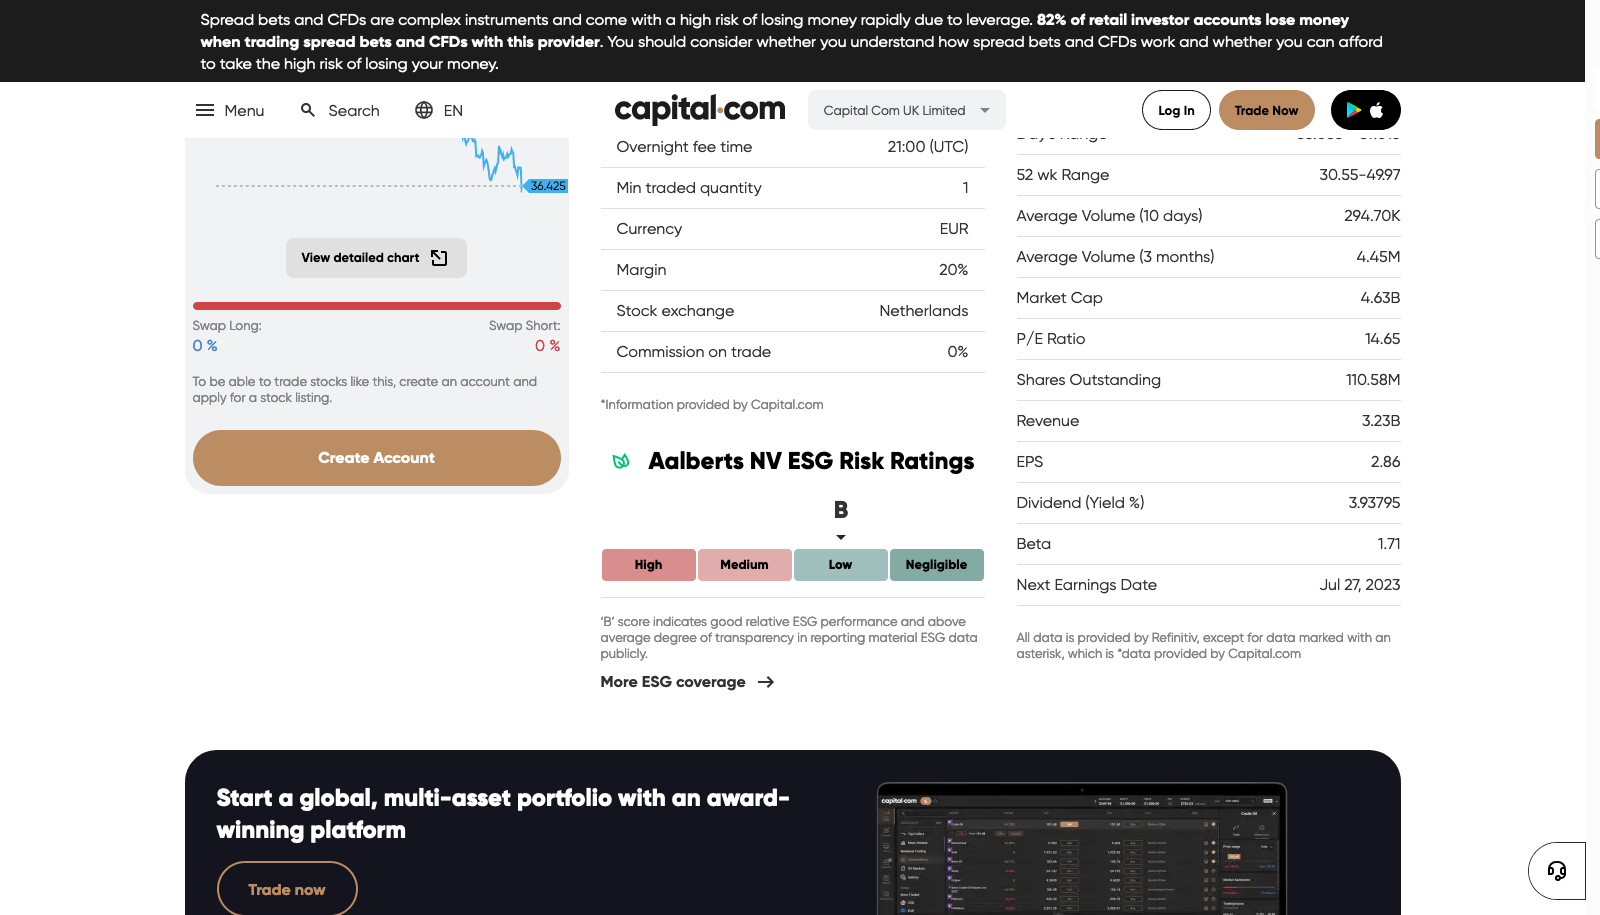 Spread bets and CFDs are complex instruments and come with a high risk of losing money rapidly due to leverage. 82% of retail investor accounts lose money
when trading spread bets and CFDs with this provider. You should consider whether you understand how spread bets and CFDs work and whether you can afford
to take the high risk of losing your money.
Menu
Search
EN
capital.com
Capital Com UK Limited
Log In
Trade Now
36.425
View detailed chart
Swap Long:
Swap Short:
0 %
0 %
To be able to trade stocks like this, create an account and
apply for a stock listing.
Create Account
Overnight fee time 21:00 (UTC)
Min traded quantity 1
Currency EUR
Margin 20%
Stock exchange Netherlands
Commission on trade 0%
*Information provided by Capital.com
Aalberts NV ESG Risk Ratings
B
High
Medium
Low
Negligible
'B' score indicates good relative ESG performance and above
average degree of transparency in reporting material ESG data
publicly.
More ESG coverage
52 wk Range 30.55-49.97
Average Volume (10 days) 294.70K
Average Volume (3 months) 4.45M
Market Cap 4.63B
P/E Ratio 14.65
Shares Outstanding 110.58M
Revenue 3.23B
EPS 2.86
Dividend (Yield %) 3.93795
Beta 1.71
Next Earnings Date Jul 27, 2023
All data is provided by Refinitiv, except for data marked with an
asterisk, which is *data provided by Capital.com
Start a global, multi-asset portfolio with an award-
winning platform
Trade now
capital.com